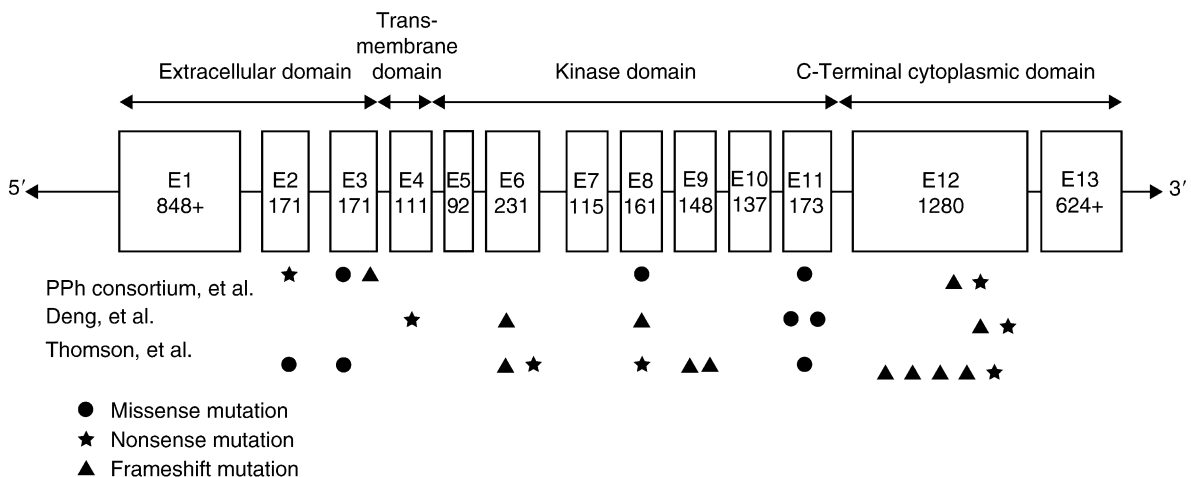 Trans-
membrane
domain
Extracellular domain
Kinase domain
C-Terminal cytoplasmic domain
5′
E1
848+
E2
171
E3
171
E4
111
E5
92
E6
231
E7
115
E8
161
E9
148
E10
137
E11
173
E12
1280
E13
624+
3′
PPh consortium, et al.
Deng, et al.
Thomson, et al.
Missense mutation
Nonsense mutation
Frameshift mutation